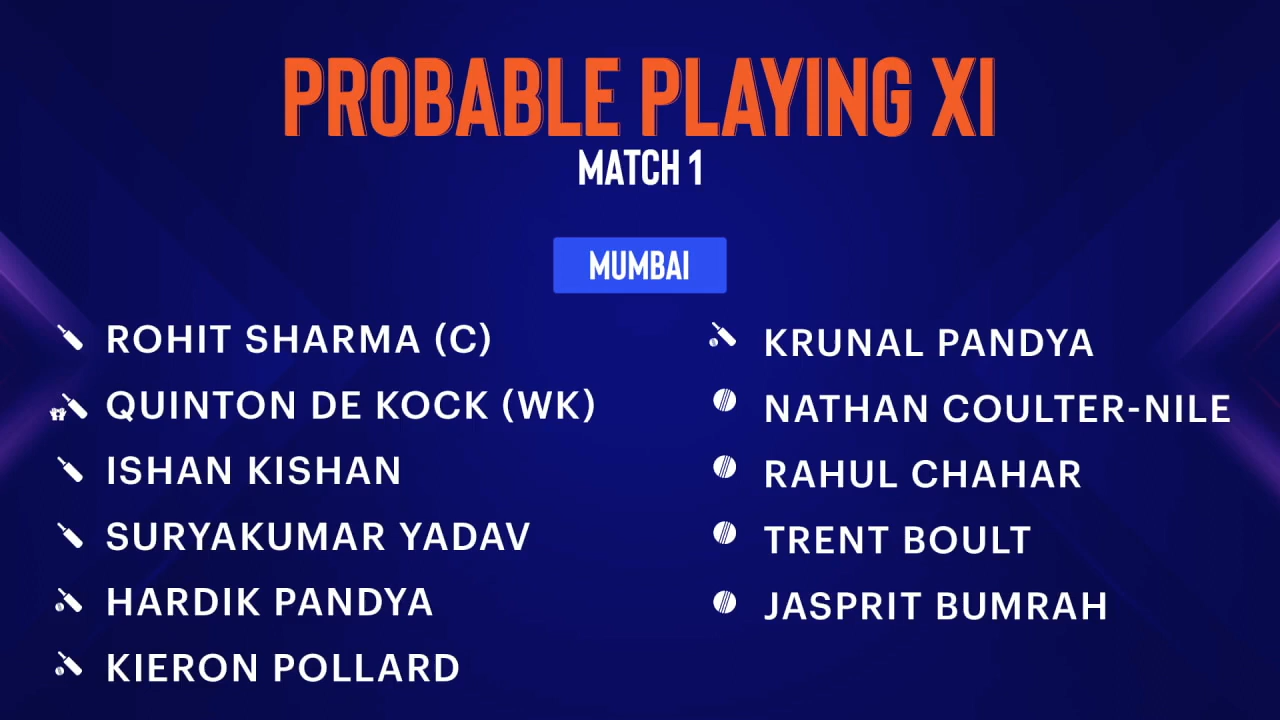 PROBABLE PLAYING XI
MATCH 1
MUMBAI
ROHIT SHARMA (C)
QUINTON DE KOCK (WK)
ISHAN KISHAN
SURYAKUMAR YADAV
HARDIK PANDYA
KIERON POLLARD
KRUNAL PANDYA
NATHAN COULTER-NILE
RAHUL CHAHAR
TRENT BOULT
JASPRIT BUMRAH